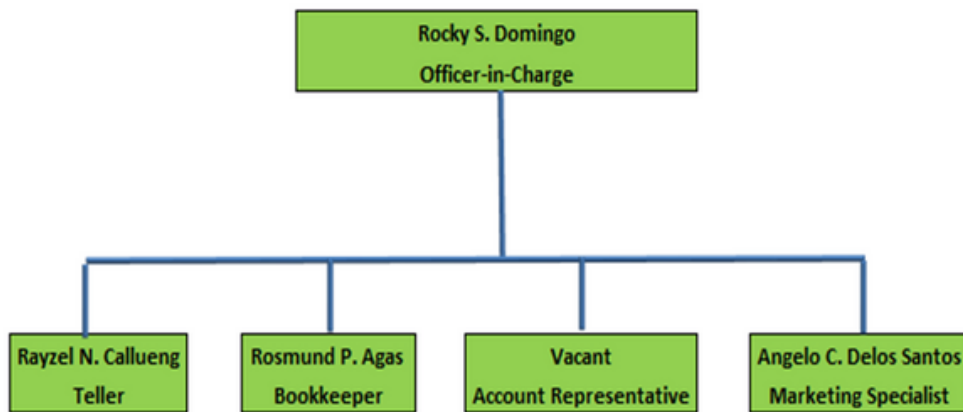 Rocky S. Domingo
Officer-in-Charge
Rayzel N. Callueng
Teller
Rosmund P. Agas
Bookkeeper
Vacant
Account Representative
Angelo C. Delos Santos
Marketing Specialist